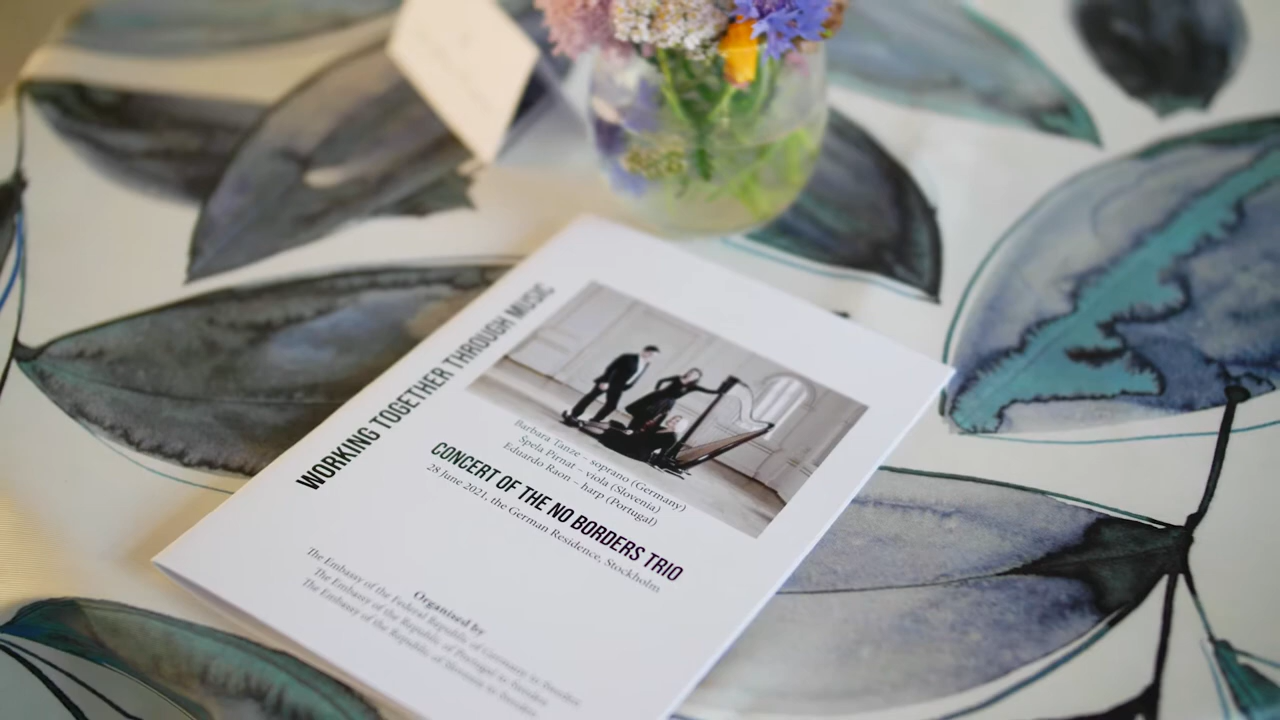 WORKING TOGETHER THROUGH MUSIC
Barbara Tanze – soprano (Germany)
Špela Pirnat – viola (Slovenia)
Eduardo Raon – harp (Portugal)
CONCERT OF THE NO BORDERS TRIO
28 June 2021, the German Residence, Stockholm
Organised by
The Embassy of the Federal Republic of Germany in Sweden
The Embassy of the Republic of Portugal to Sweden
The Embassy of the Republic of Slovenia to Sweden